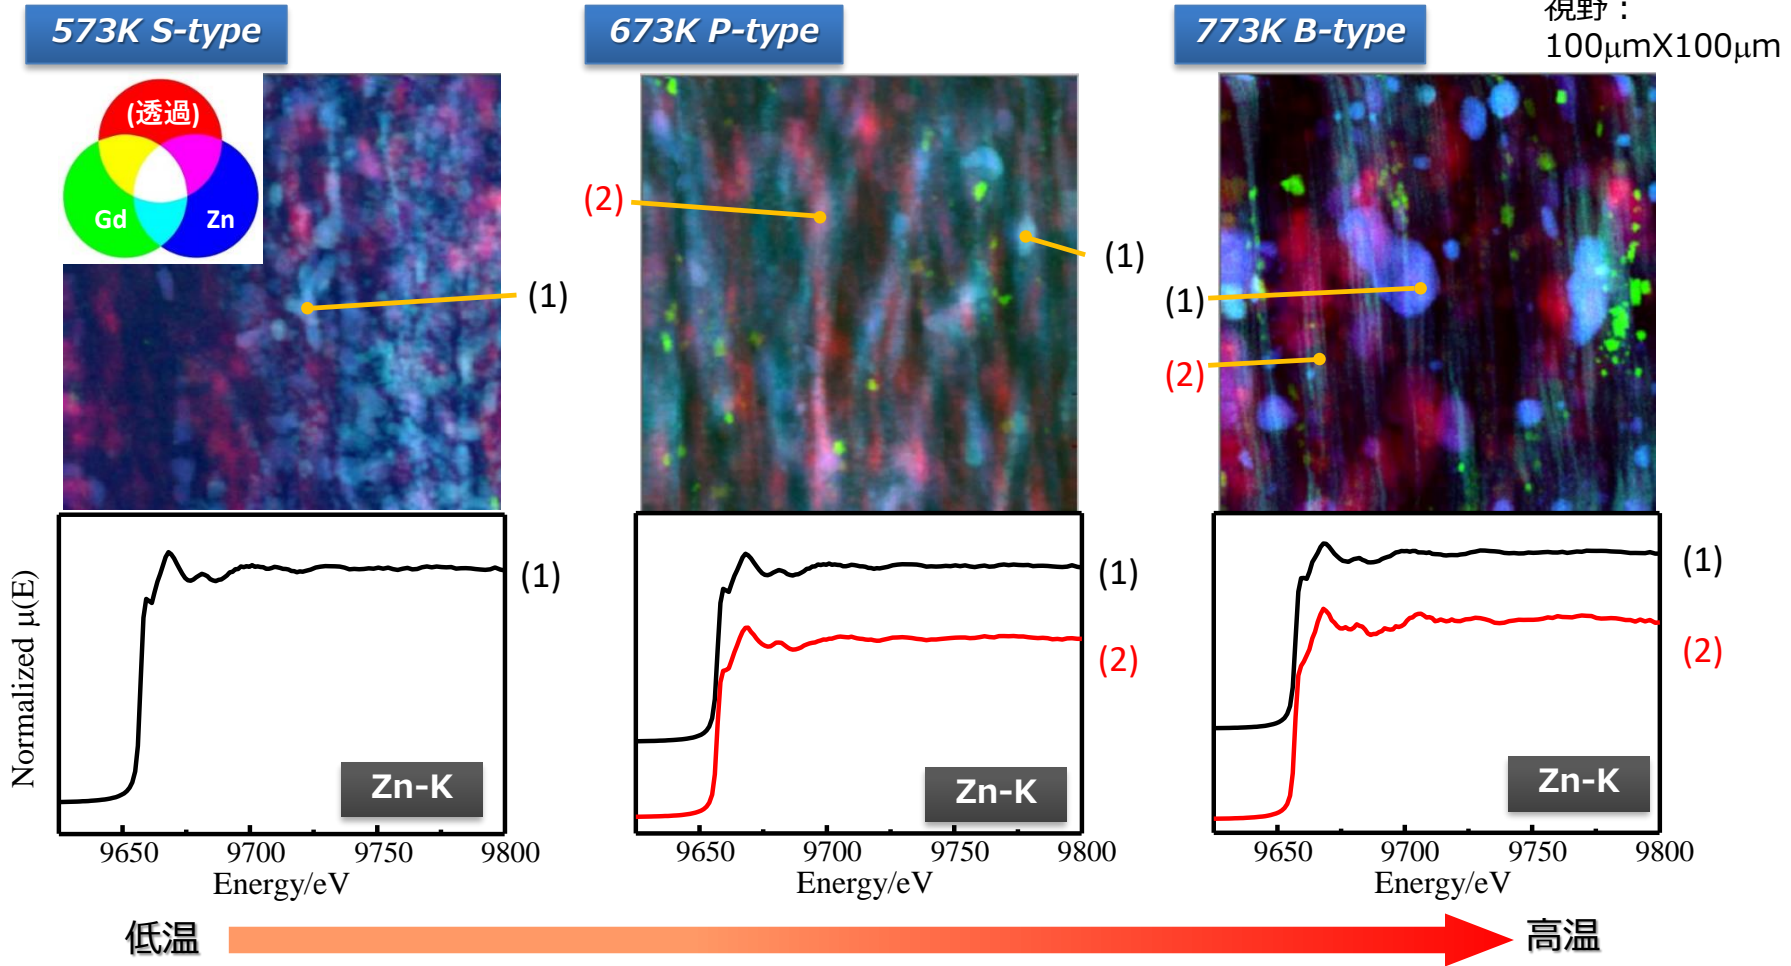 573K S-type
673K P-type
773K B-type
視野：
100μmX100μm
(透過)
Gd
Zn
(1)
(2)
(1)
(1)
(2)
Normalized μ(E)
(1)
Zn-K
9650
9700
9750
9800
Energy/eV
(1)
(2)
Zn-K
9650
9700
9750
9800
Energy/eV
(1)
(2)
Zn-K
9650
9700
9750
9800
Energy/eV
低温
高温